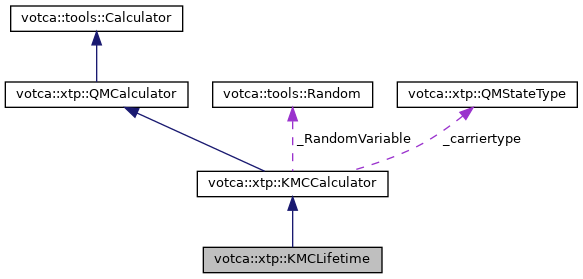 votca::tools::Calculator
votca::xtp::QMCalculator
votca::tools::Random
votca::xtp::QMStateType
_RandomVariable
_carriertype
votca::xtp::KMCCalculator
votca::xtp::KMCLifetime